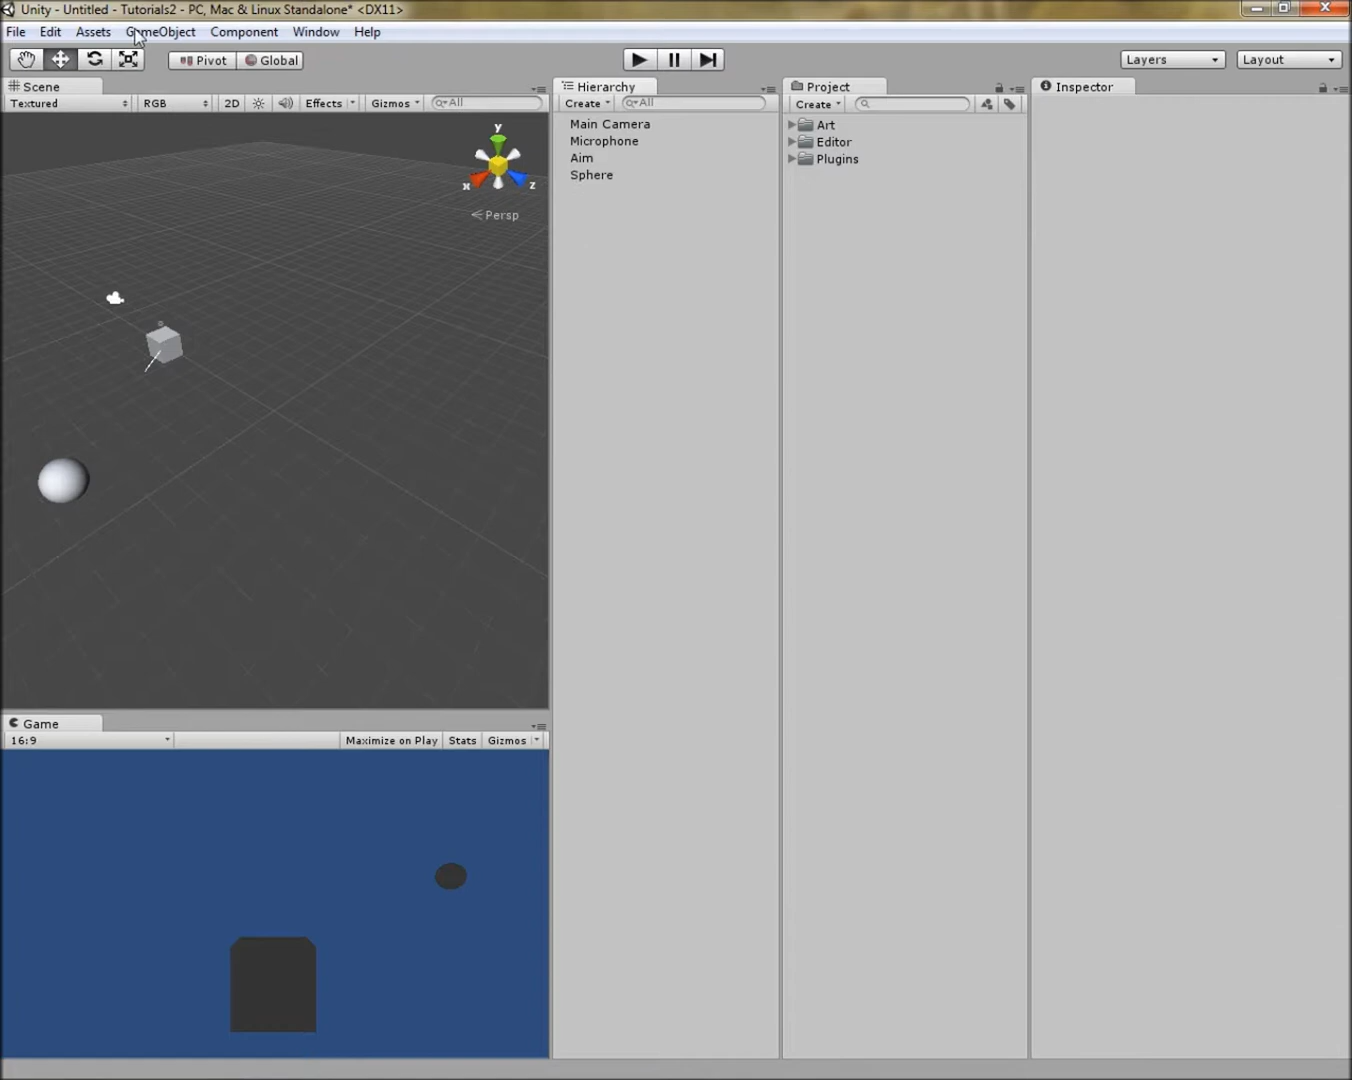 Unity - Untitled - Tutorials2 - PC, Mac & Linux Standalone* <DX11>
File Edit Assets GameObject Component Window Help
Pivot Global Layers Layout
Scene
Textured RGB 2D Effects Gizmos All
y
x z
Persp
Hierarchy
Create All
Main Camera
Microphone
Aim
Sphere
Project
Create
Art
Editor
Plugins
Inspector
Game
16:9 Maximize on Play Stats Gizmos